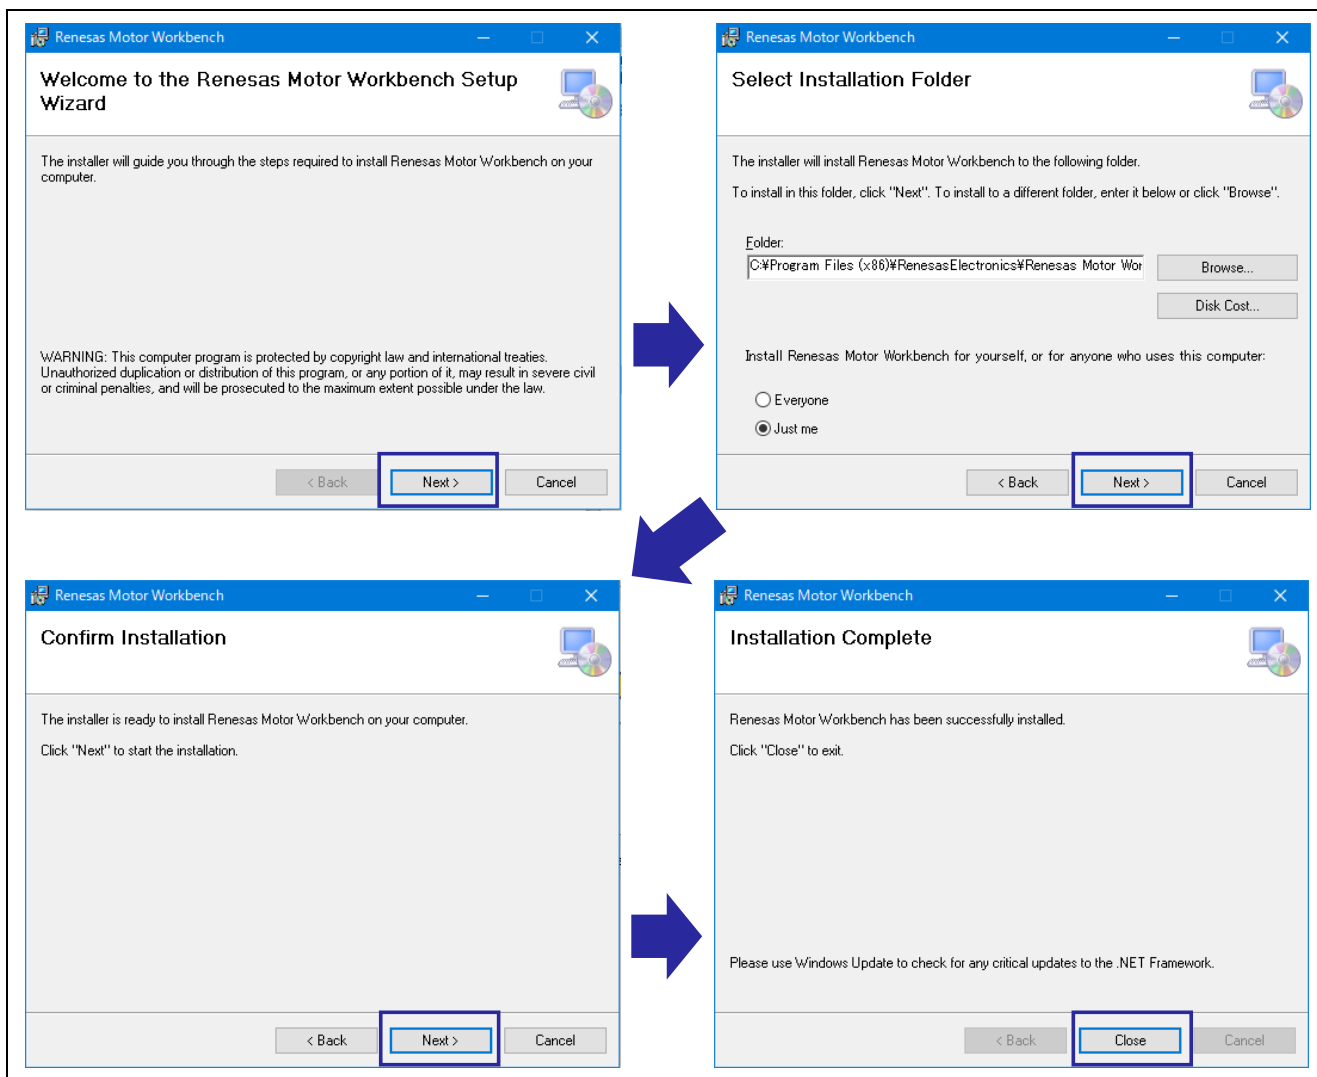 Renesas Motor Workbench
Welcome to the Renesas Motor Workbench Setup
Wizard
The installer will guide you through the steps required to install Renesas Motor Workbench on your
computer.
WARNING: This computer program is protected by copyright law and international treaties.
Unauthorized duplication or distribution of this program, or any portion of it, may result in severe civil
or criminal penalties, and will be prosecuted to the maximum extent possible under the law.
< Back
Next >
Cancel
Renesas Motor Workbench
Select Installation Folder
The installer will install Renesas Motor Workbench to the following folder.
To install in this folder, click "Next". To install to a different folder, enter it below or click "Browse".
Folder:
C:¥Program Files (x86)¥RenesasElectronics¥Renesas Motor Wor
Browse...
Disk Cost...
Install Renesas Motor Workbench for yourself, or for anyone who uses this computer:
Everyone
Just me
< Back
Next >
Cancel
Renesas Motor Workbench
Confirm Installation
The installer is ready to install Renesas Motor Workbench on your computer.
Click "Next" to start the installation.
< Back
Next >
Cancel
Renesas Motor Workbench
Installation Complete
Renesas Motor Workbench has been successfully installed.
Click "Close" to exit.
Please use Windows Update to check for any critical updates to the .NET Framework.
< Back
Close
Cancel